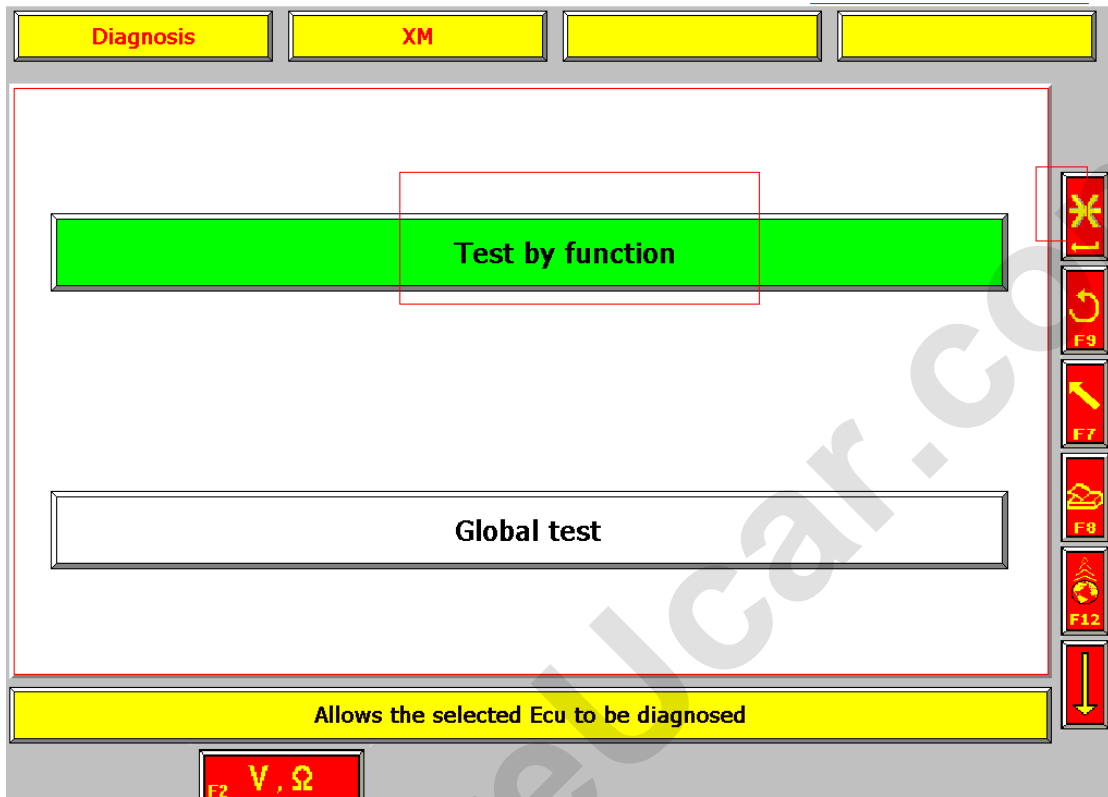 Diagnosis
XM
Test by function
F9
F7
Global test
F8
F12
Allows the selected Ecu to be diagnosed
F2 V , Ω